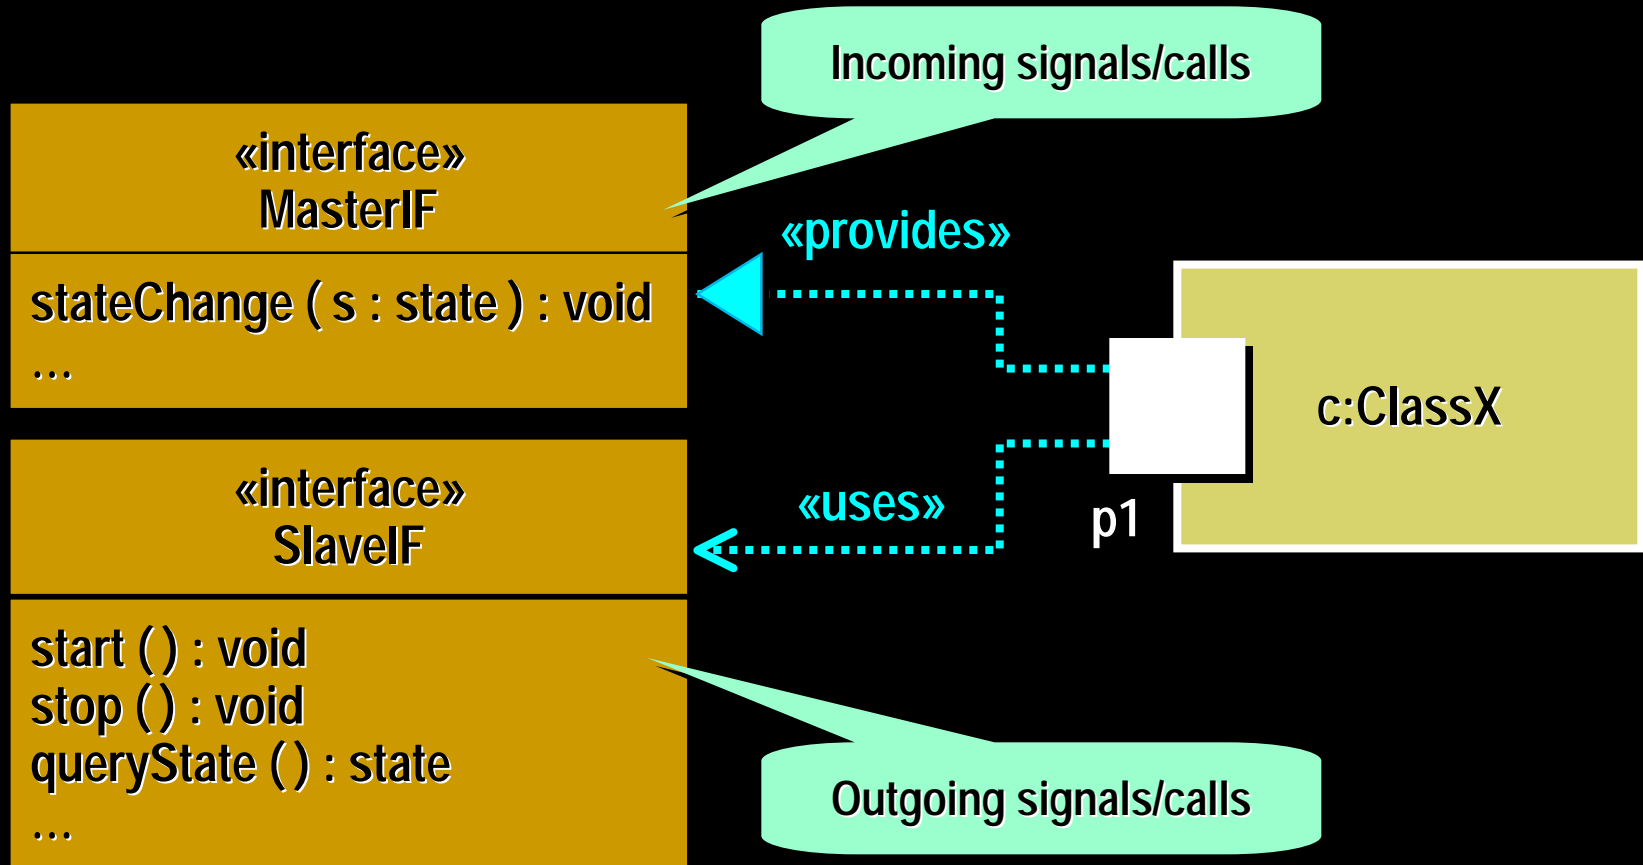 Incoming signals/calls
«interface»
MasterIF
stateChange ( s : state ) : void
...
«provides»
c:ClassX
«interface»
SlaveIF
«uses»
p1
start () : void
stop () : void
queryState () : state
...
Outgoing signals/calls